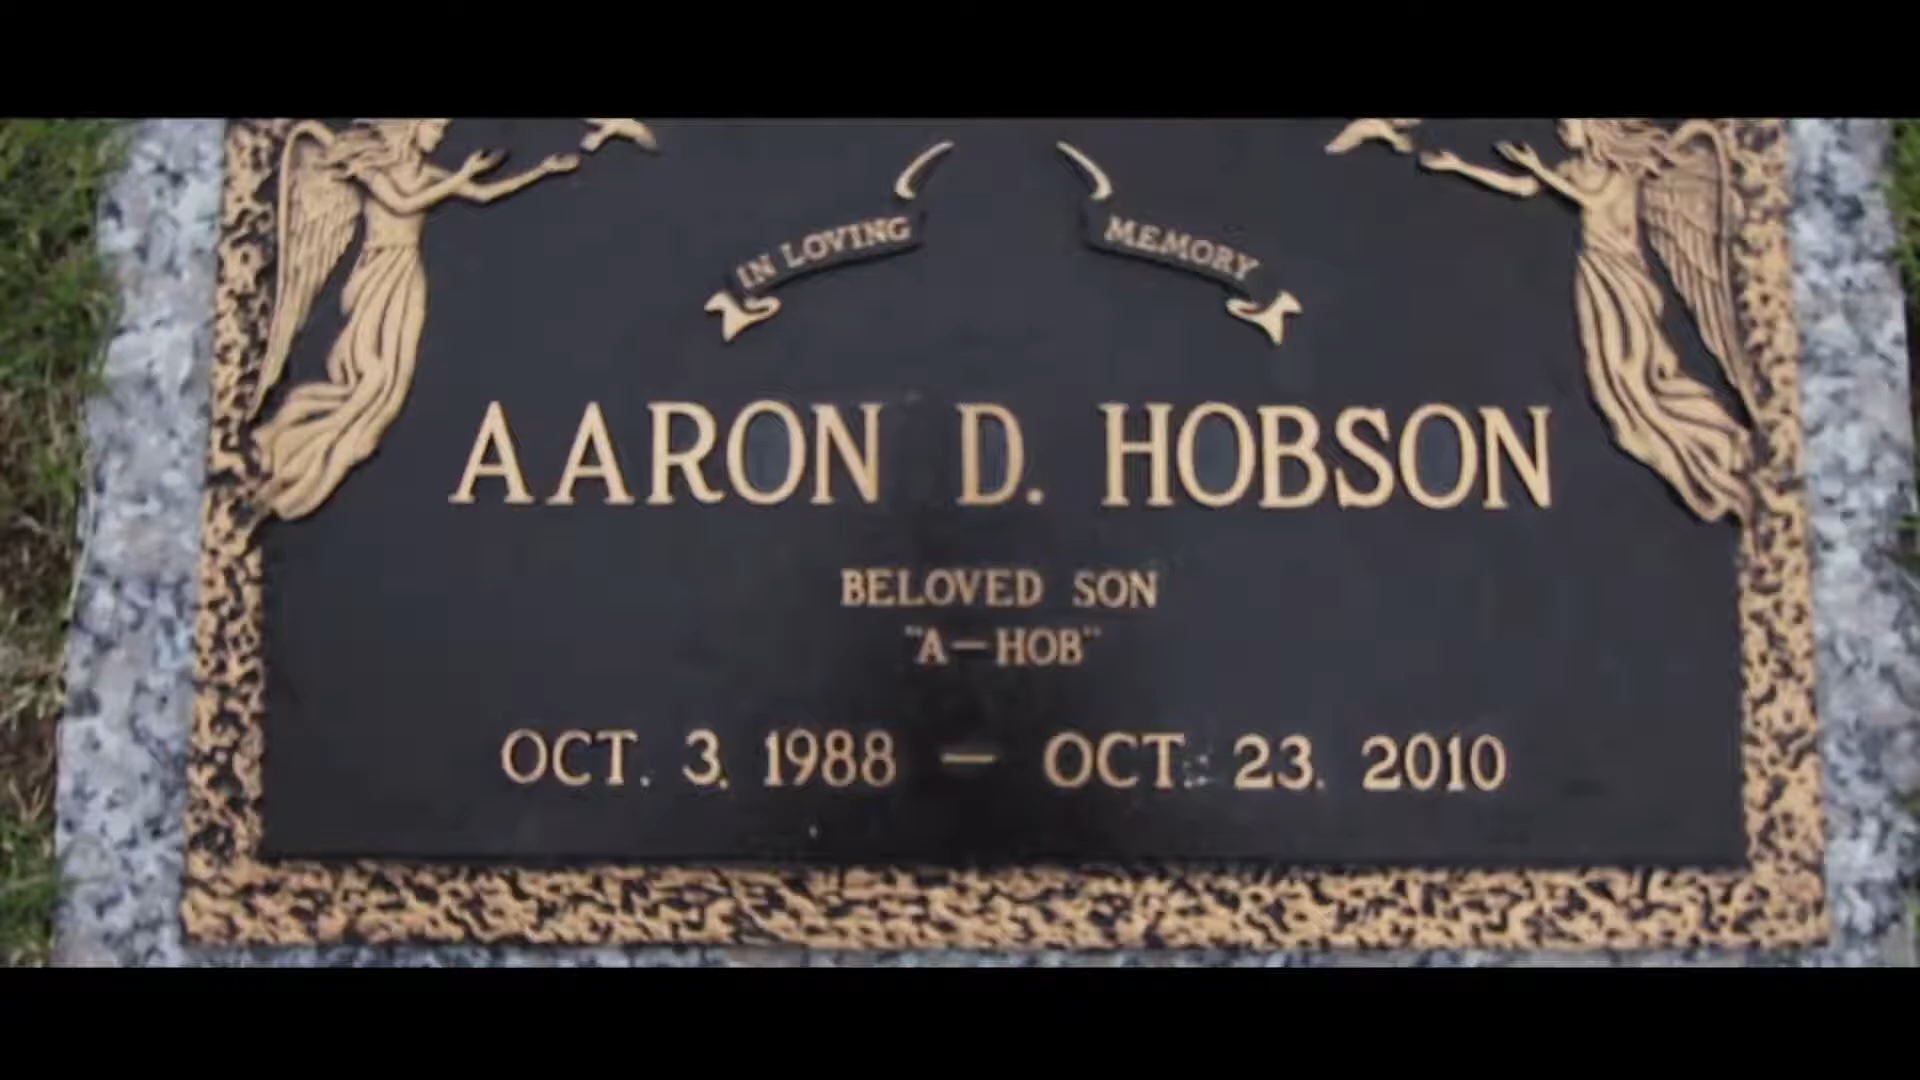 IN LOVING MEMORY
AARON D. HOBSON
BELOVED SON
"A-HOB"
OCT. 3, 1988 — OCT. 23, 2010